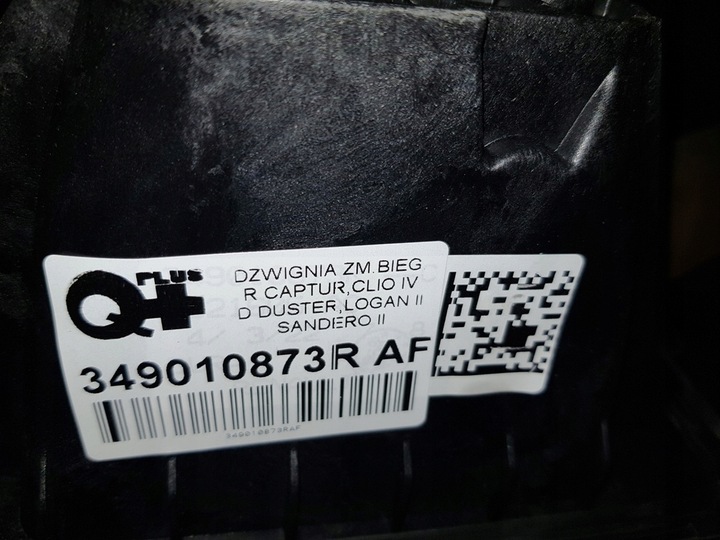 Q+ PLUS
DZWIGNIA ZM.BIEG
R CAPTUR,CLIO IV
D DUSTER,LOGAN II
SANDERO II
349010873R AF
349010873RAF